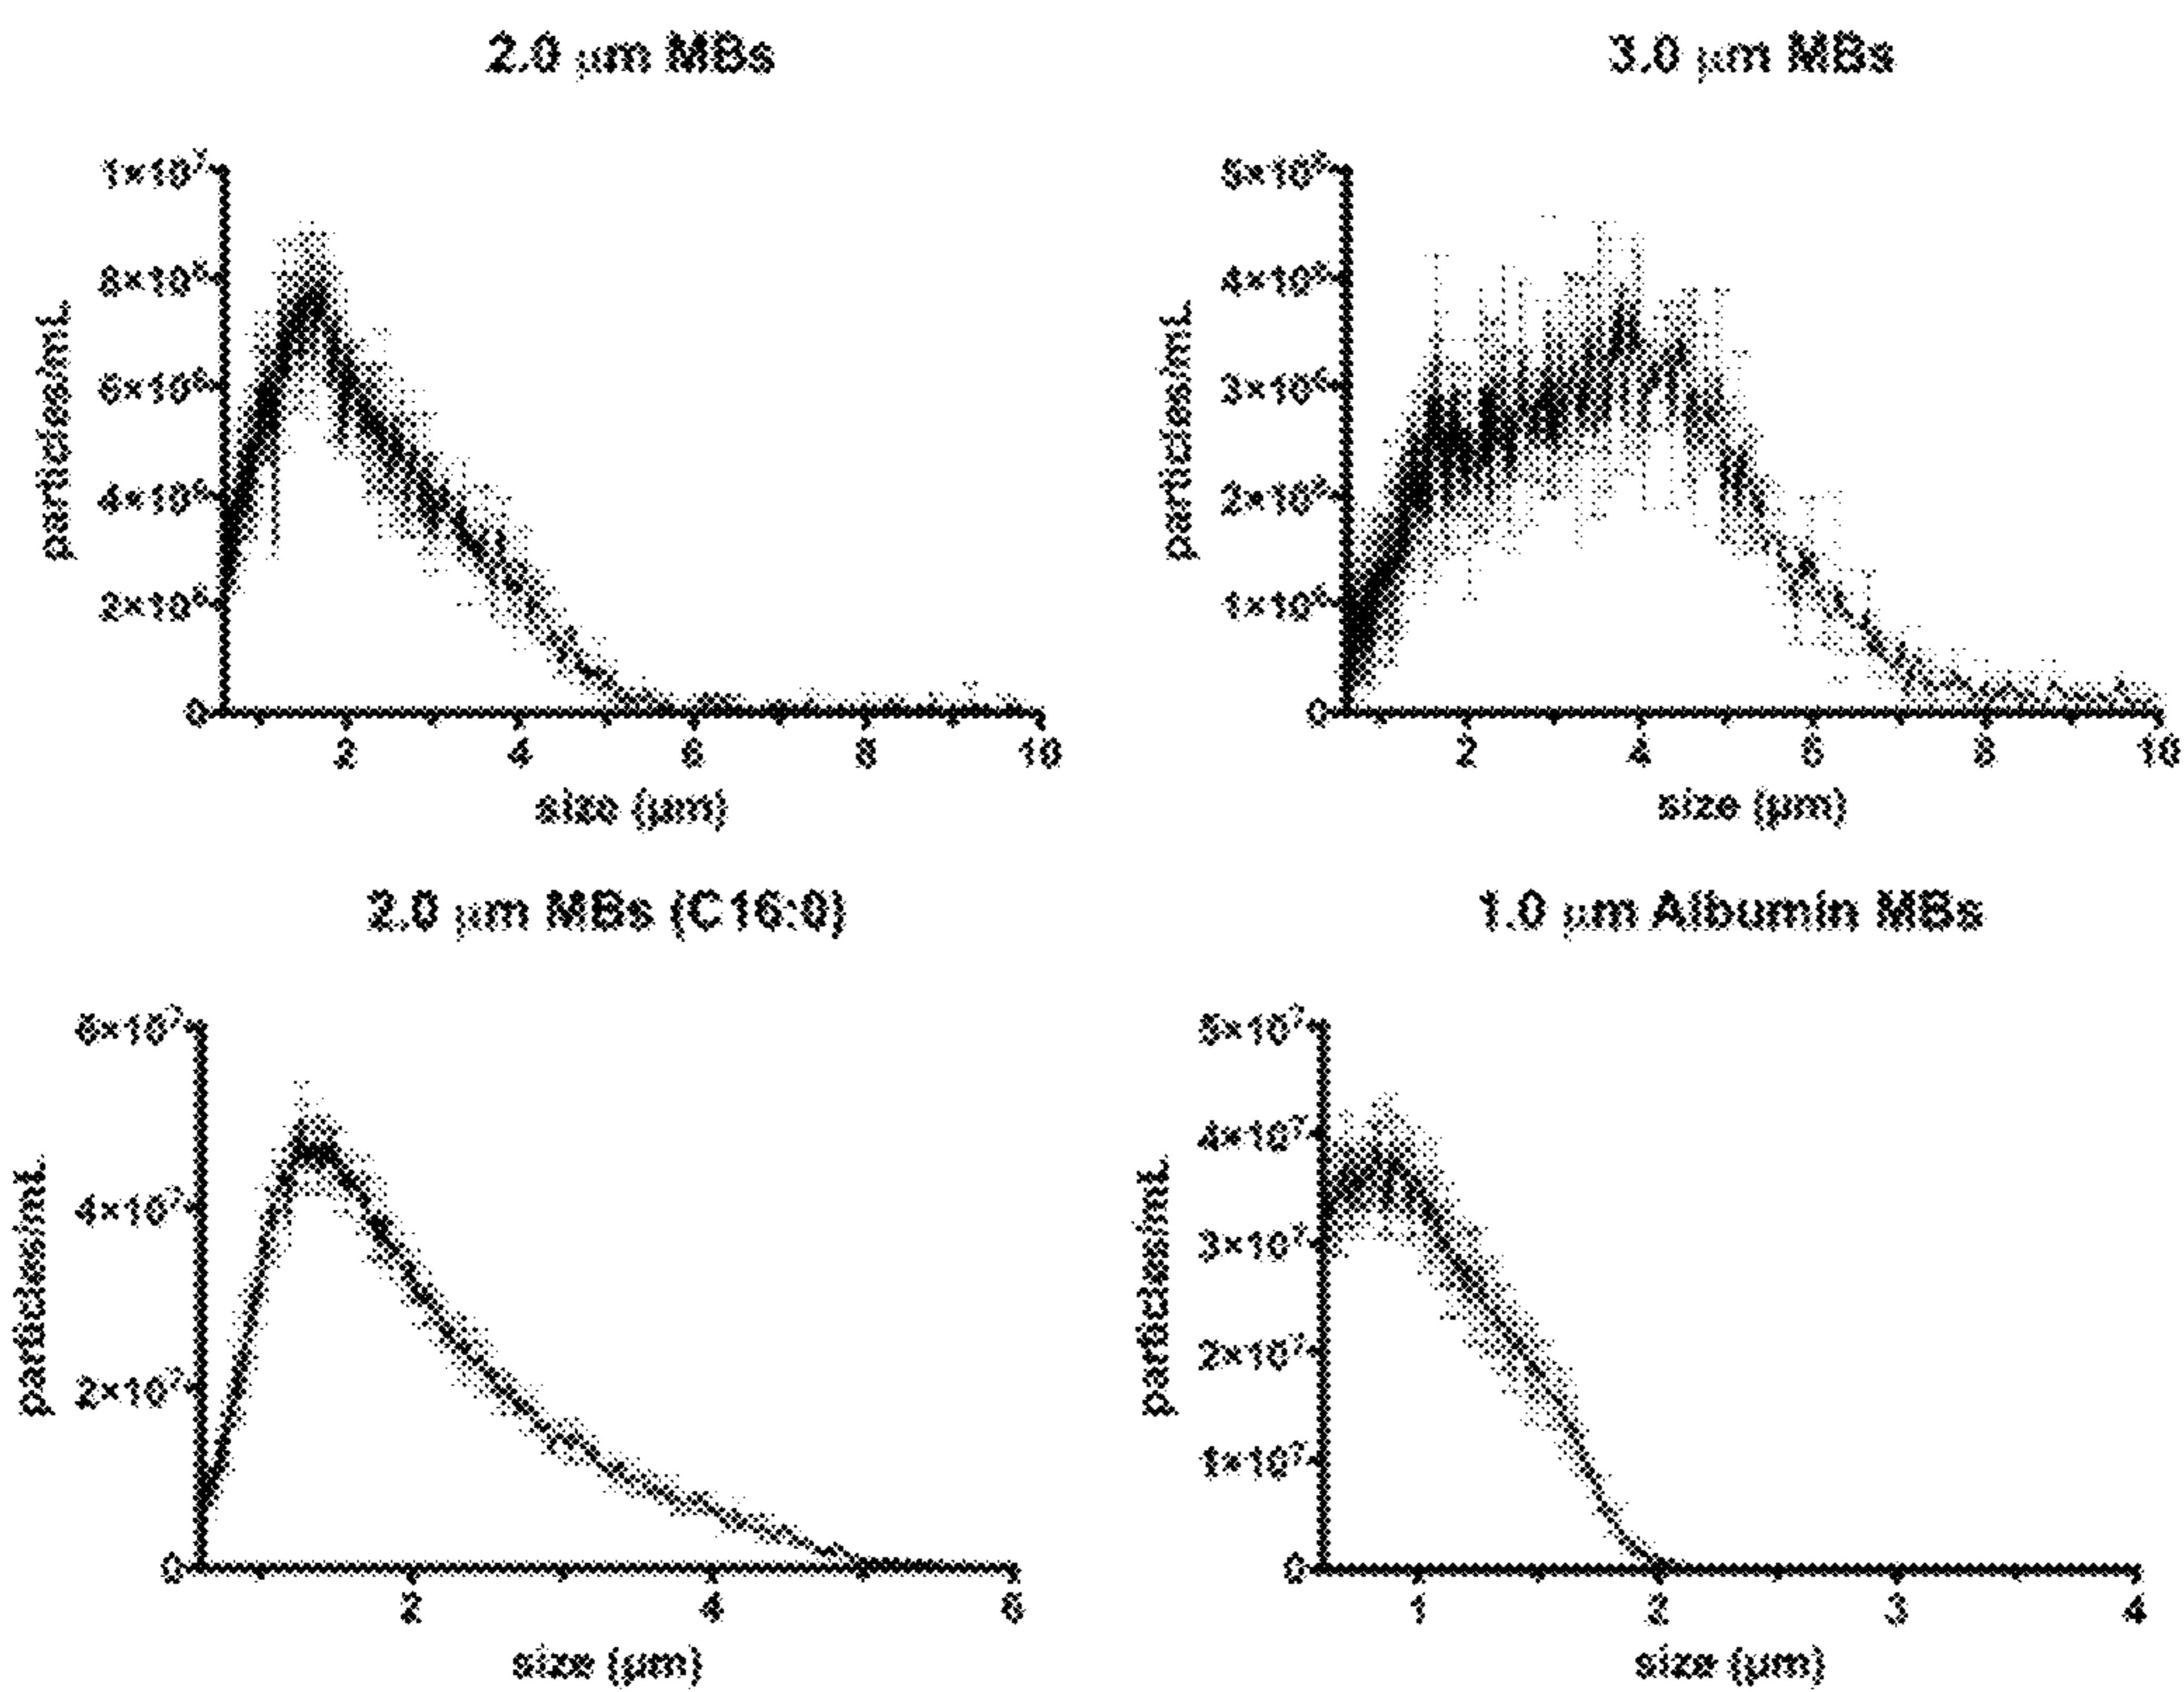 2.0 μm MBs
particles/mL
1×10⁷
8×10⁶
6×10⁶
4×10⁶
2×10⁶
0
2 4 6 8 10
size (μm)
3.0 μm MBs
particles/mL
5×10⁶
4×10⁶
3×10⁶
2×10⁶
1×10⁶
0
2 4 6 8 10
size (μm)
2.0 μm MBs (C16:0)
particles/mL
6×10⁷
4×10⁷
2×10⁷
0
2 4 6
size (μm)
1.0 μm Albumin MBs
particles/mL
5×10⁷
4×10⁷
3×10⁷
2×10⁷
1×10⁷
0
1 2 3 4
size (μm)